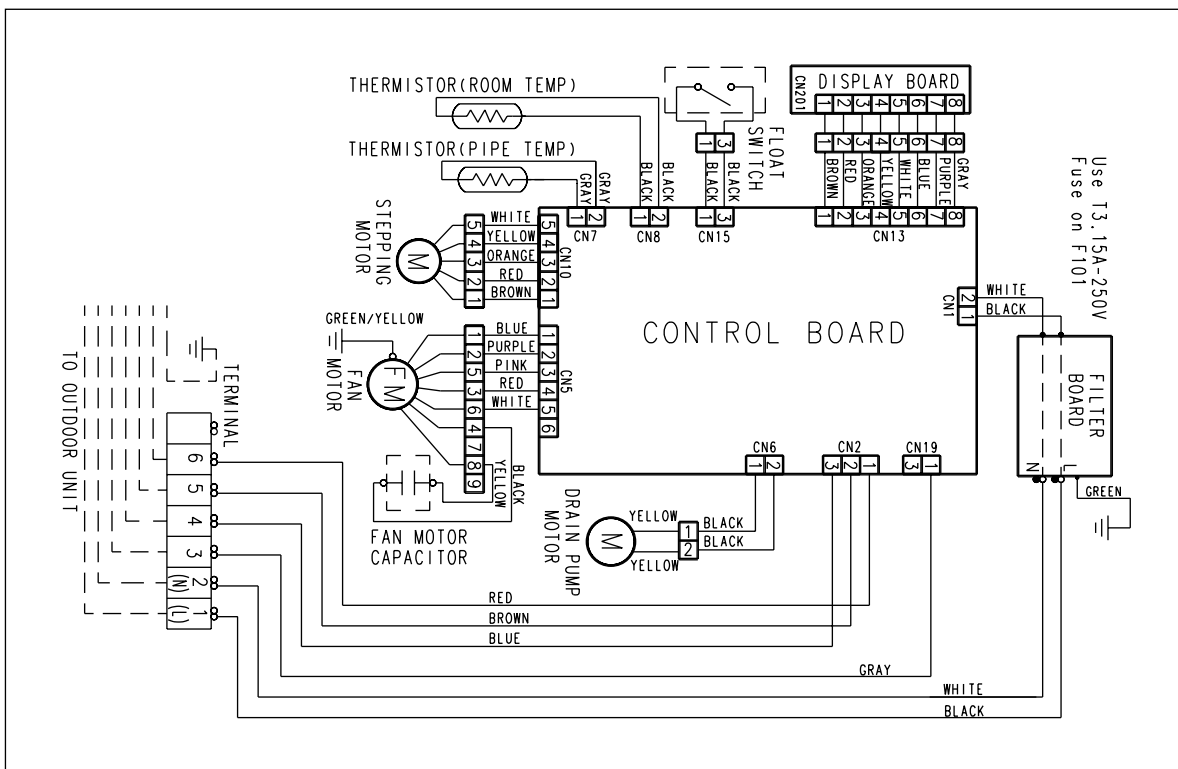 THERMISTOR(ROOM TEMP)
THERMISTOR(PIPE TEMP)
GRAY
GRAY
1 2
CN7
BLACK
BLACK
1 2
CN8
FLOAT
SWITCH
1 3
BLACK
BLACK
1 3
CN15
DISPLAY BOARD
CN201
1 2 3 4 5 6 7 8
1 2 3 4 5 6 7 8
BROWN
RED
ORANGE
YELLOW
WHITE
BLUE
PURPLE
GRAY
1 2 3 4 5 6 7 8
CN13
Use T3.15A-250V
Fuse on F101
STEPPING
MOTOR
M
5 WHITE 5
4 YELLOW 4
3 ORANGE 3
2 RED 2
1 BROWN 1
CN10
CONTROL BOARD
CN1
2 WHITE
1 BLACK
FILTER
BOARD
N
L
GREEN
GREEN/YELLOW
FAN
MOTOR
FM
1 BLUE 1
2 PURPLE 2
5 PINK 3
3 RED 4
6 WHITE 5
4 6
7
8
9
CN5
BLACK
YELLOW
FAN MOTOR
CAPACITOR
CN6
1 2
CN2
3 2 1
CN19
3 1
DRAIN PUMP
MOTOR
M
YELLOW 1 BLACK
YELLOW 2 BLACK
TO OUTDOOR UNIT
TERMINAL
6
5
4
3
2 (N)
1 (L)
RED
BROWN
BLUE
GRAY
WHITE
BLACK